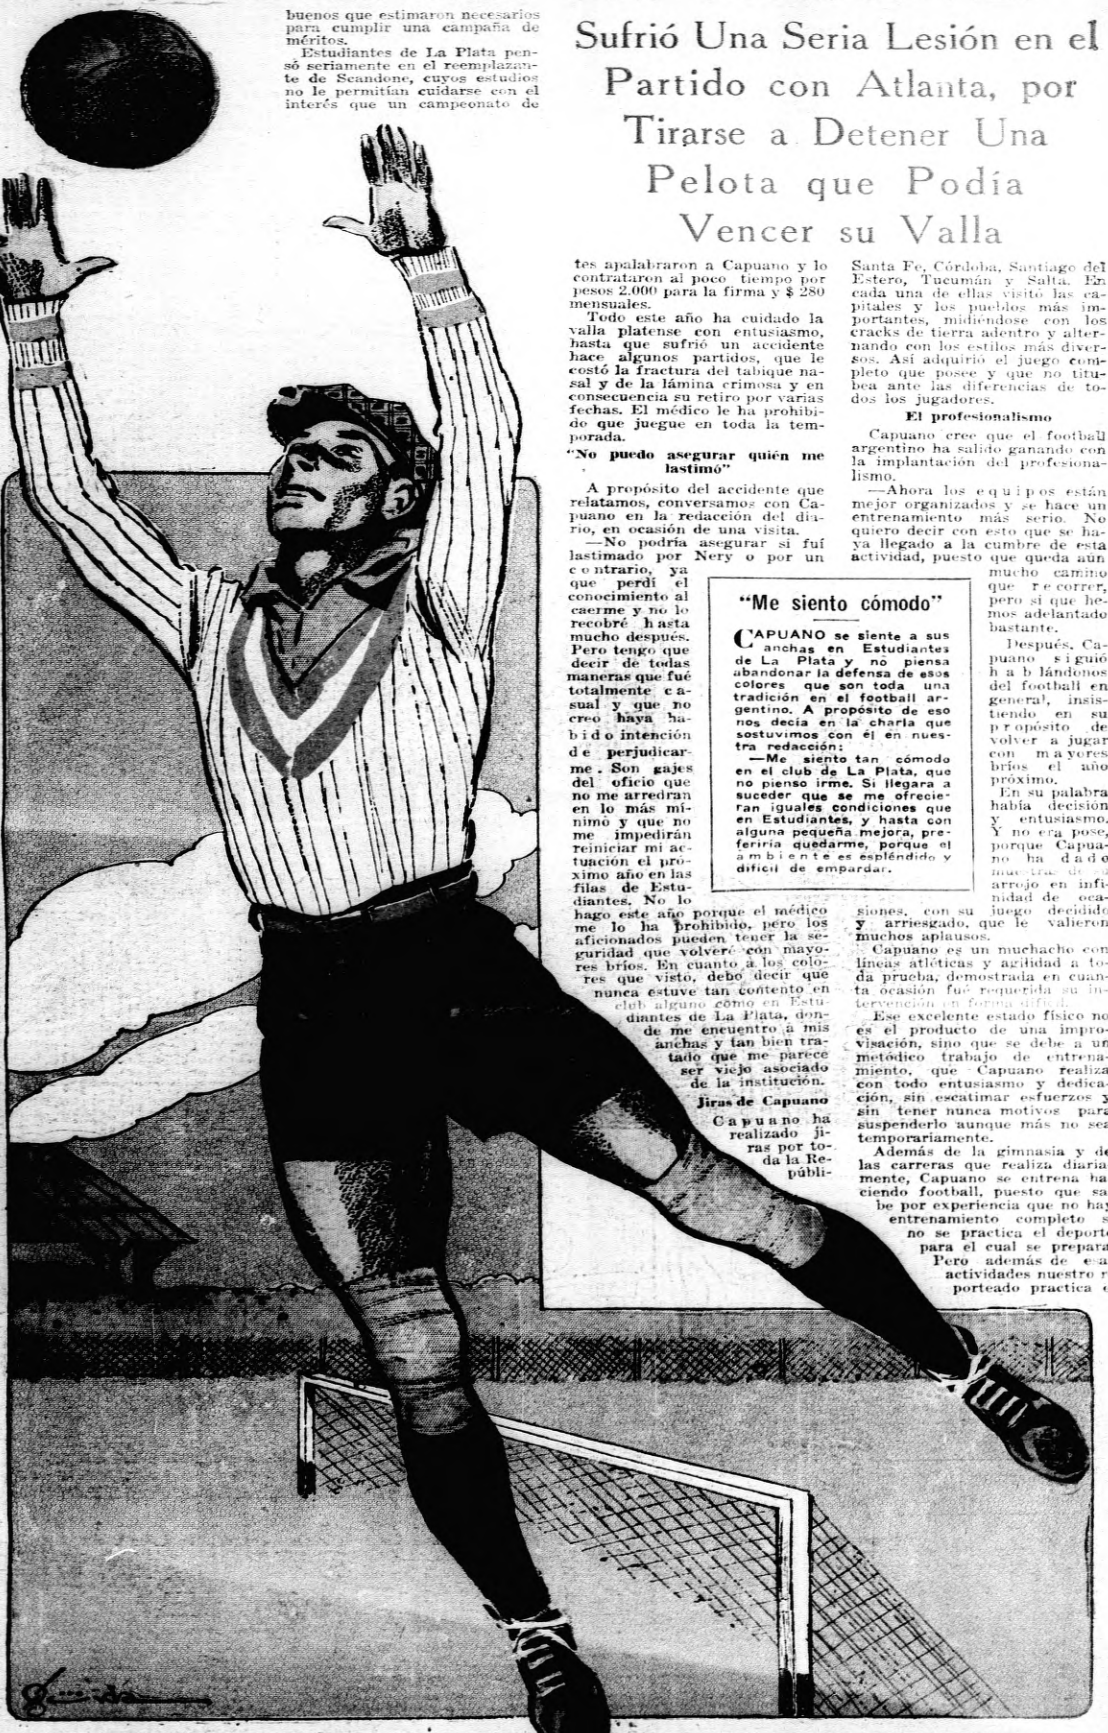 buenos que estimaron necesarios
para cumplir una campaña de
méritos.
Estudiantes de La Plata pen-
só seriamente en el reemplazan-
te de Scandone, cuyos estudios
no le permitían cuidarse con el
interés que un campeonato de
Sufrió Una Seria Lesión en el
Partido con Atlanta, por
Tirarse a Detener Una
Pelota que Podía
Vencer su Valla
tes apalabraron a Capuano y lo
contrataron al poco tiempo por
pesos 2.000 para la firma y $ 280
mensuales.
Todo este año ha cuidado la
valla platense con entusiasmo,
hasta que sufrió un accidente
hace algunos partidos, que le
costó la fractura del tabique na-
sal y de la lámina crimosa y en
consecuencia su retiro por varias
fechas. El médico le ha prohibi-
do que juegue en toda la tem-
porada.
"No puedo asegurar quién me
lastimó"
A propósito del accidente que
relatamos, conversamos con Ca-
puano en la redacción del dia-
rio, en ocasión de una visita.
—No podría asegurar si fuí
lastimado por Nery o por un
contrario, ya
que perdí el
conocimiento al
caerme y no lo
recobré hasta
mucho después.
Pero tengo que
decir de todas
maneras que fué
totalmente ca-
sual y que no
creo haya ha-
bido intención
de perjudicar-
me. Son gajes
del oficio que
no me arredran
en lo más mí-
nimo y que no
me impedirán
reiniciar mi ac-
tuación el pró-
ximo año en las
filas de Estu-
diantes. No lo
hago este año porque el médico
me lo ha prohibido, pero los
aficionados pueden tener la se-
guridad que volveré con mayo-
res bríos. En cuanto a los colo-
res que visto, debo decir que
nunca estuve tan contento en
club alguno como en Estu-
diantes de La Plata, don-
de me encuentro a mis
anchas y tan bien tra-
tado que me parece
ser viejo asociado
de la institución.
Jiras de Capuano
Capuano ha
realizado ji-
ras por to-
da la Re-
públi-
"Me siento cómodo"
CAPUANO se siente a sus
anchas en Estudiantes
de La Plata y no piensa
abandonar la defensa de esos
colores que son toda una
tradición en el football ar-
gentino. A propósito de eso
nos decía en la charla que
sostuvimos con él en nues-
tra redacción:
—Me siento tan cómodo
en el club de La Plata, que
no pienso irme. Si llegara a
suceder que se me ofrecie-
ran iguales condiciones que
en Estudiantes, y hasta con
alguna pequeña mejora, pre-
feriría quedarme, porque el
ambiente es espléndido y
difícil de empardar.
Santa Fe, Córdoba, Santiago del
Estero, Tucumán y Salta. En
cada una de ellas visitó las ca-
pitales y los pueblos más im-
portantes, midiéndose con los
cracks de tierra adentro y alter-
nando con los estilos más diver-
sos. Así adquirió el juego com-
pleto que posee y que no titu-
bea ante las diferencias de to-
dos los jugadores.
El profesionalismo
Capuano cree que el football
argentino ha salido ganando con
la implantación del profesiona-
lismo.
—Ahora los equipos están
mejor organizados y se hace un
entrenamiento más serio. No
quiero decir con esto que se ha-
ya llegado a la cumbre de esta
actividad, puesto que queda aún
mucho camino
que recorrer,
pero si que he-
mos adelantado
bastante.
Después, Ca-
puano siguió
hablándonos
del football en
general, insis-
tiendo en su
propósito de
volver a jugar
con mayores
bríos el año
próximo.
En su palabra
había decisión
y entusiasmo.
Y no era pose,
porque Capua-
no ha dado
muestras de su
arrojo en infi-
nidad de oca-
siones, con su juego decidido
y arriesgado, que le valieron
muchos aplausos.
Capuano es un muchacho con
líneas atléticas y agilidad a to-
da prueba, demostrada en cuan-
ta ocasión fué requerida su in-
tervención en forma difícil.
Ese excelente estado físico no
es el producto de una impro-
visación, sino que se debe a un
metódico trabajo de entrena-
miento, que Capuano realiza
con todo entusiasmo y dedica-
ción, sin escatimar esfuerzos y
sin tener nunca motivos para
suspenderlo aunque más no sea
temporariamente.
Además de la gimnasia y de
las carreras que realiza diaria
mente, Capuano se entrena ha
ciendo football, puesto que sa
be por experiencia que no hay
entrenamiento completo s
no se practica el deporte
para el cual se prepara
Pero además de esa
actividades nuestro r
porteado practica e